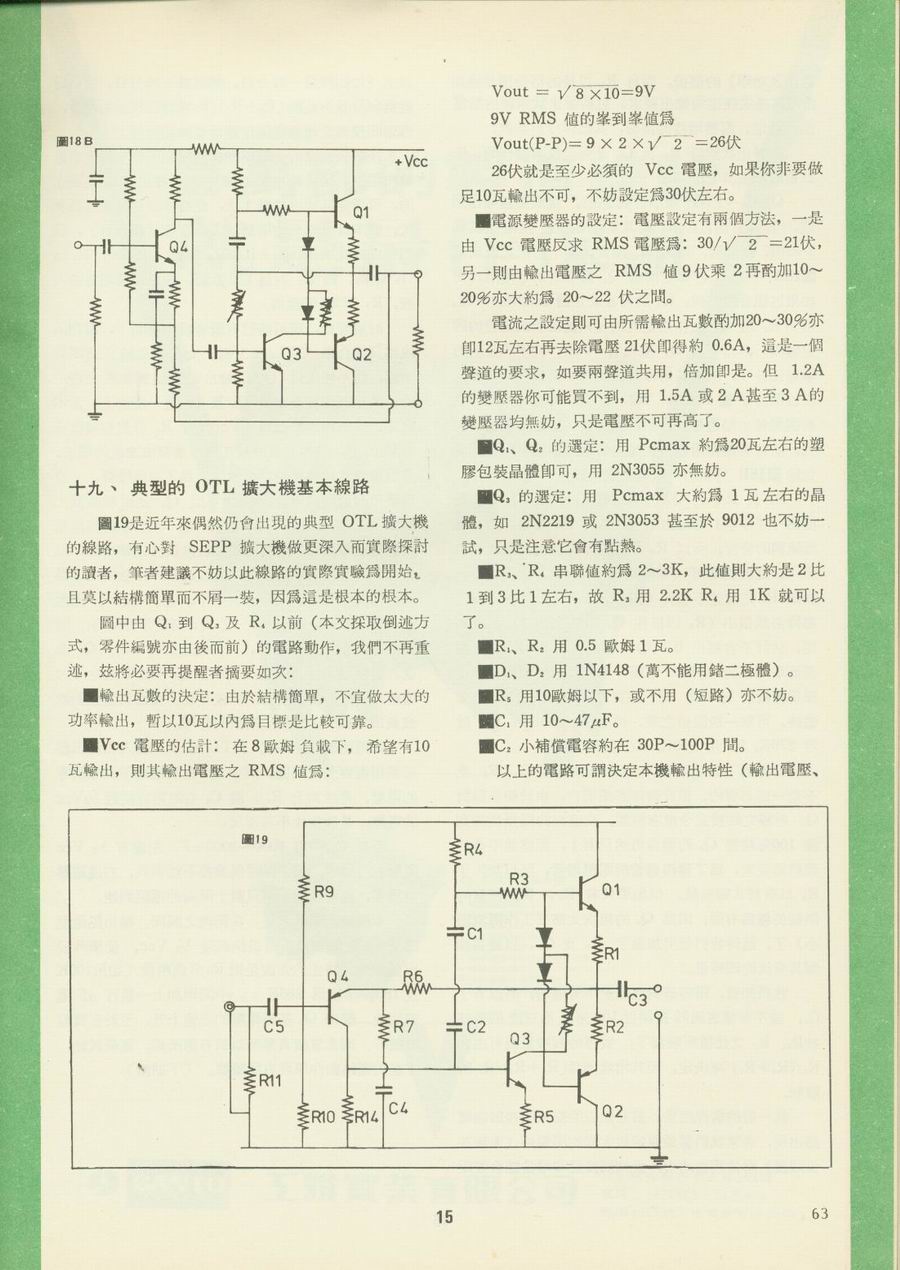 圖18B
+Vcc
Q1
Q4
Q3
Q2
十九、典型的 OTL 擴大機基本線路
圖19是近年來偶然仍會出現的典型 OTL 擴大機
的線路，有心對 SEPP 擴大機做更深入而實際探討
的讀者，筆者建議不妨以此線路的實際實驗爲開始，
且莫以結構簡單而不屑一裝，因爲這是根本的根本。
圖中由 Q₁ 到 Q₃ 及 R₄ 以前（本文採取倒述方
式，零件編號亦由後而前）的電路動作，我們不再重
述，茲將必要再提醒者摘要如次：
■輸出瓦數的決定：由於結構簡單，不宜做太大的
功率輸出，暫以10瓦以內爲目標是比較可靠。
■Vcc 電壓的估計：在8歐姆負載下，希望有10
瓦輸出，則其輸出電壓之 RMS 值爲：
Vout = √8×10=9V
9V RMS 值的峯到峯值爲
Vout(P-P)= 9 × 2 ×√2 =26伏
26伏就是至少必須的 Vcc 電壓，如果你非要做
足10瓦輸出不可，不妨設定爲30伏左右。
■電源變壓器的設定：電壓設定有兩個方法，一是
由 Vcc 電壓反求 RMS 電壓爲：30/√2 =21伏，
另一則由輸出電壓之 RMS 值9伏乘2再酌加10～
20%亦大約爲 20～22 伏之間。
電流之設定則可由所需輸出瓦數酌加20～30%亦
卽12瓦左右再去除電壓21伏卽得約 0.6A，這是一個
聲道的要求，如要兩聲道共用，倍加卽是。但 1.2A
的變壓器你可能買不到，用 1.5A 或 2 A甚至 3 A的
變壓器均無妨，只是電壓不可再高了。
■Q₁、Q₂ 的選定：用 Pcmax 約爲20瓦左右的塑
膠包裝晶體卽可，用 2N3055 亦無妨。
■Q₃ 的選定：用 Pcmax 大約爲 1 瓦左右的晶
體，如 2N2219 或 2N3053 甚至於 9012 也不妨一
試，只是注意它會有點熱。
■R₃、R₄ 串聯值約爲 2～3K，此值則大約是 2 比
1 到 3 比 1 左右，故 R₃ 用 2.2K R₄ 用 1K 就可以
了。
■R₁、R₂ 用 0.5 歐姆 1 瓦。
■D₁、D₂ 用 1N4148（萬不能用鍺二極體）。
■R₅ 用10歐姆以下，或不用（短路）亦不妨。
■C₁ 用 10～47μF。
■C₂ 小補償電容約在 30P～100P 間。
以上的電路可謂決定本機輸出特性（輸出電壓、
圖19
R4
R3
Q1
R9
C1
R1
Q4
R6
C3
C5
R7
C2
Q3
R2
R11
R10
R14
C4
R5
Q2
15
63